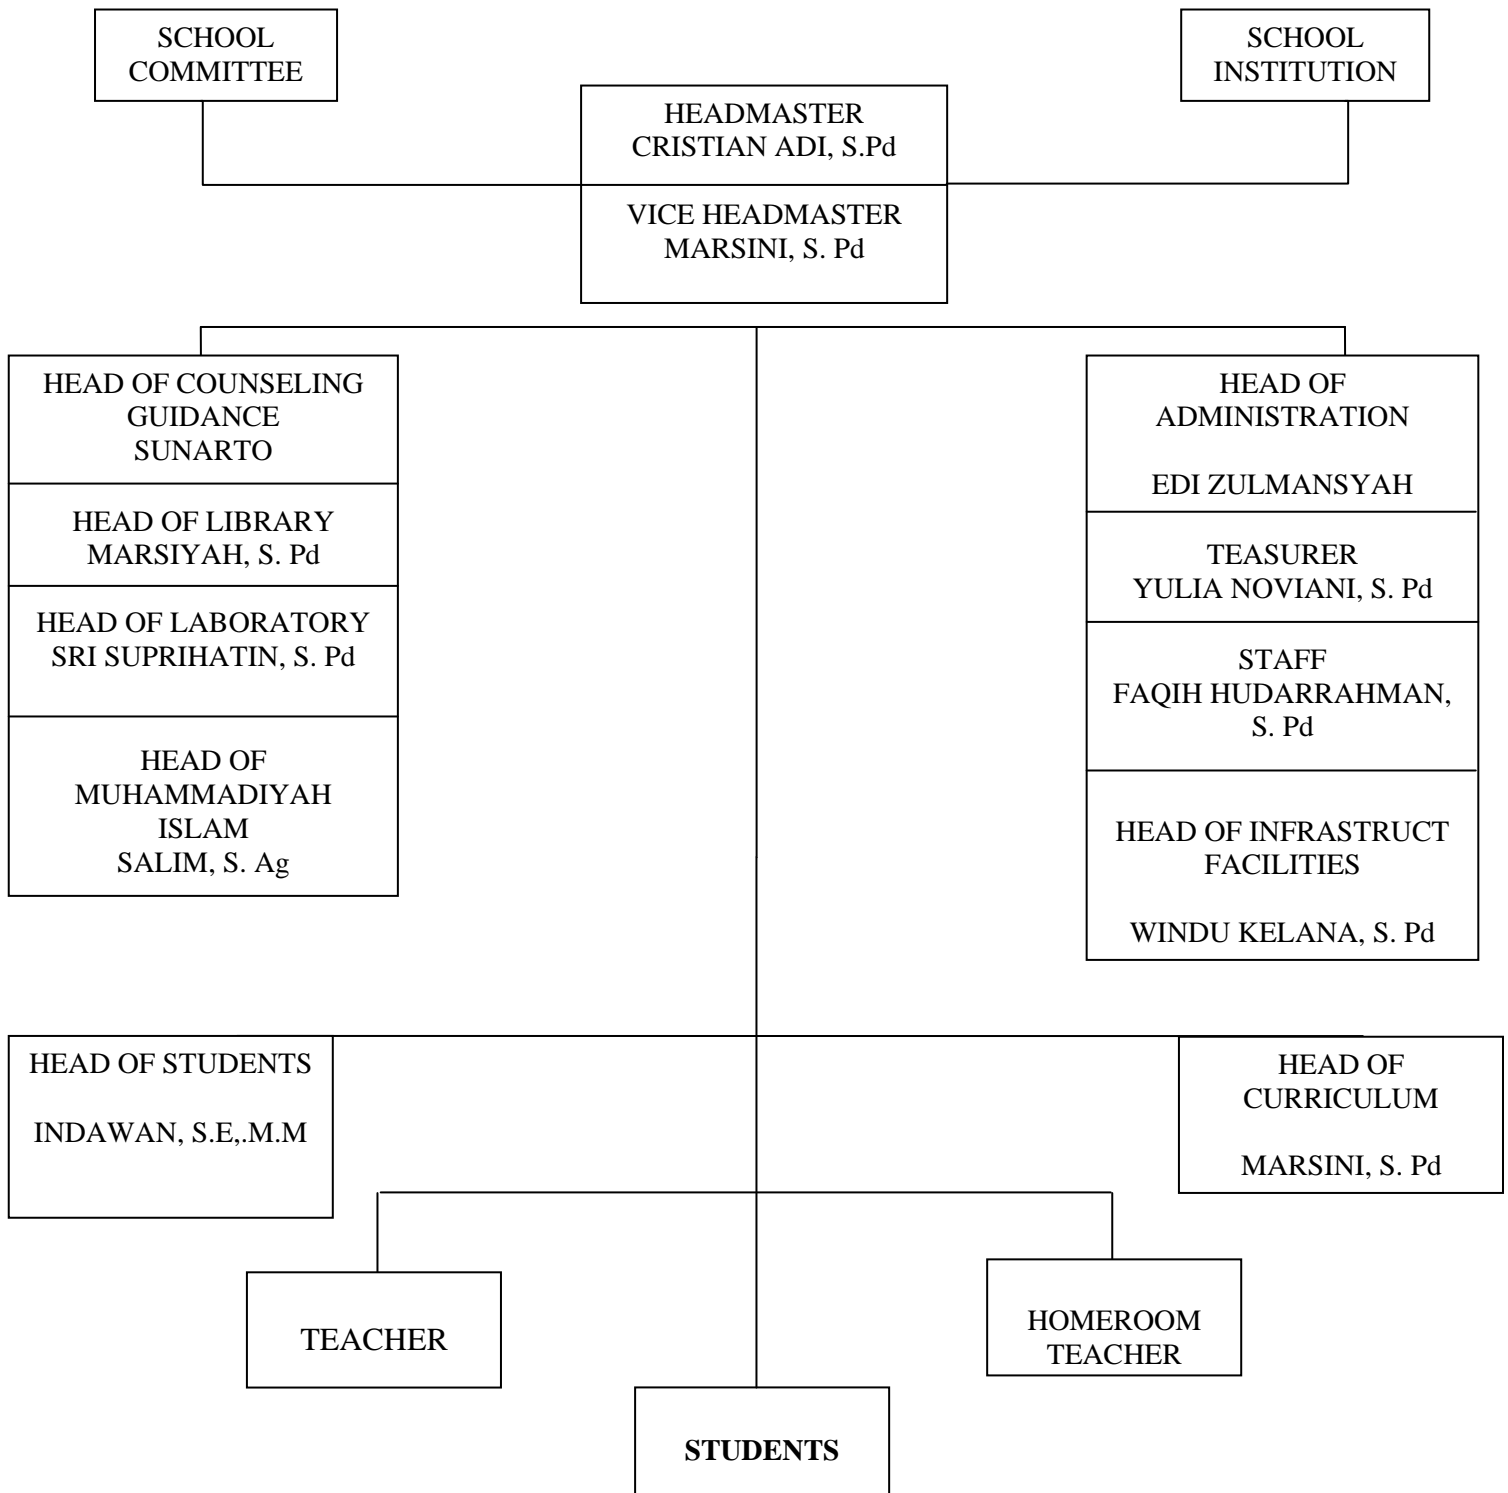 SCHOOL
COMMITTEE
SCHOOL
INSTITUTION
HEADMASTER
CRISTIAN ADI, S.Pd
VICE HEADMASTER
MARSINI, S. Pd
HEAD OF COUNSELING
GUIDANCE
SUNARTO
HEAD OF LIBRARY
MARSIYAH, S. Pd
HEAD OF LABORATORY
SRI SUPRIHATIN, S. Pd
HEAD OF
MUHAMMADIYAH
ISLAM
SALIM, S. Ag
HEAD OF
ADMINISTRATION
EDI ZULMANSYAH
TEASURER
YULIA NOVIANI, S. Pd
STAFF
FAQIH HUDARRAHMAN,
S. Pd
HEAD OF INFRASTRUCT
FACILITIES
WINDU KELANA, S. Pd
HEAD OF STUDENTS
INDAWAN, S.E,.M.M
HEAD OF
CURRICULUM
MARSINI, S. Pd
TEACHER
HOMEROOM
TEACHER
STUDENTS